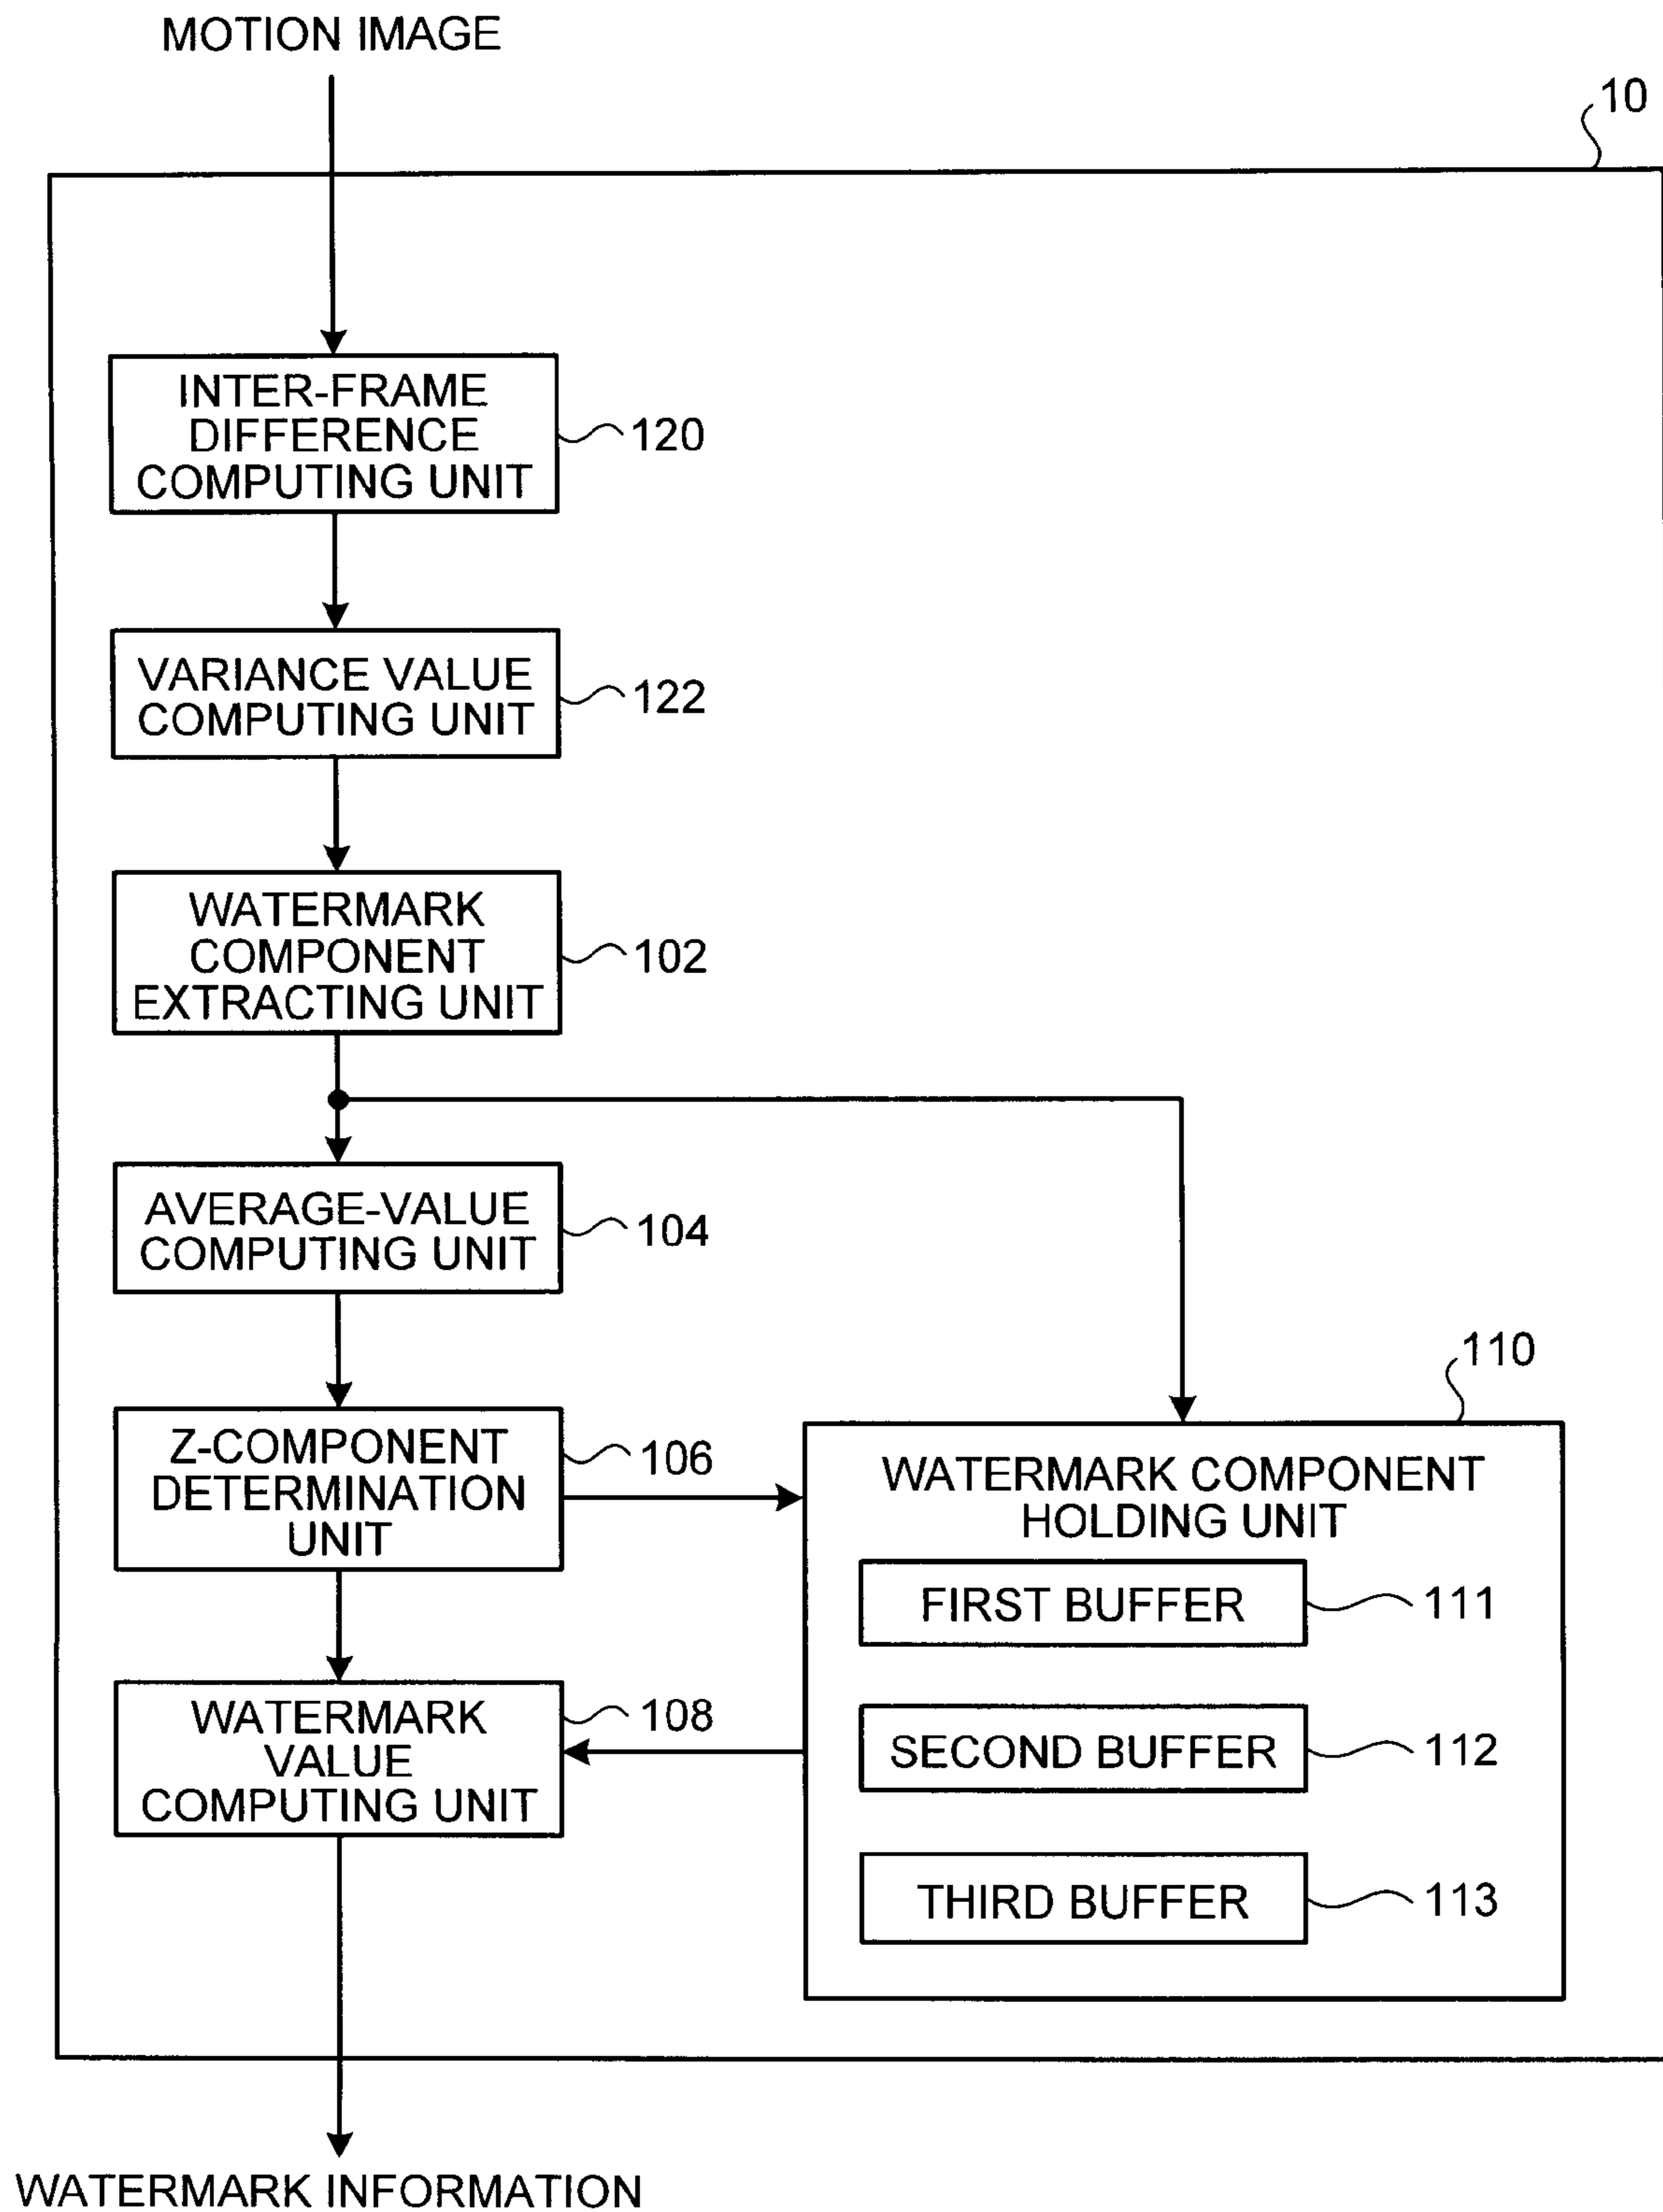 MOTION IMAGE
10
INTER-FRAME
DIFFERENCE
COMPUTING UNIT
120
VARIANCE VALUE
COMPUTING UNIT
122
WATERMARK
COMPONENT
EXTRACTING UNIT
102
AVERAGE-VALUE
COMPUTING UNIT
104
110
Z-COMPONENT
DETERMINATION
UNIT
106
WATERMARK COMPONENT
HOLDING UNIT
FIRST BUFFER
111
WATERMARK
VALUE
COMPUTING UNIT
108
SECOND BUFFER
112
THIRD BUFFER
113
WATERMARK INFORMATION